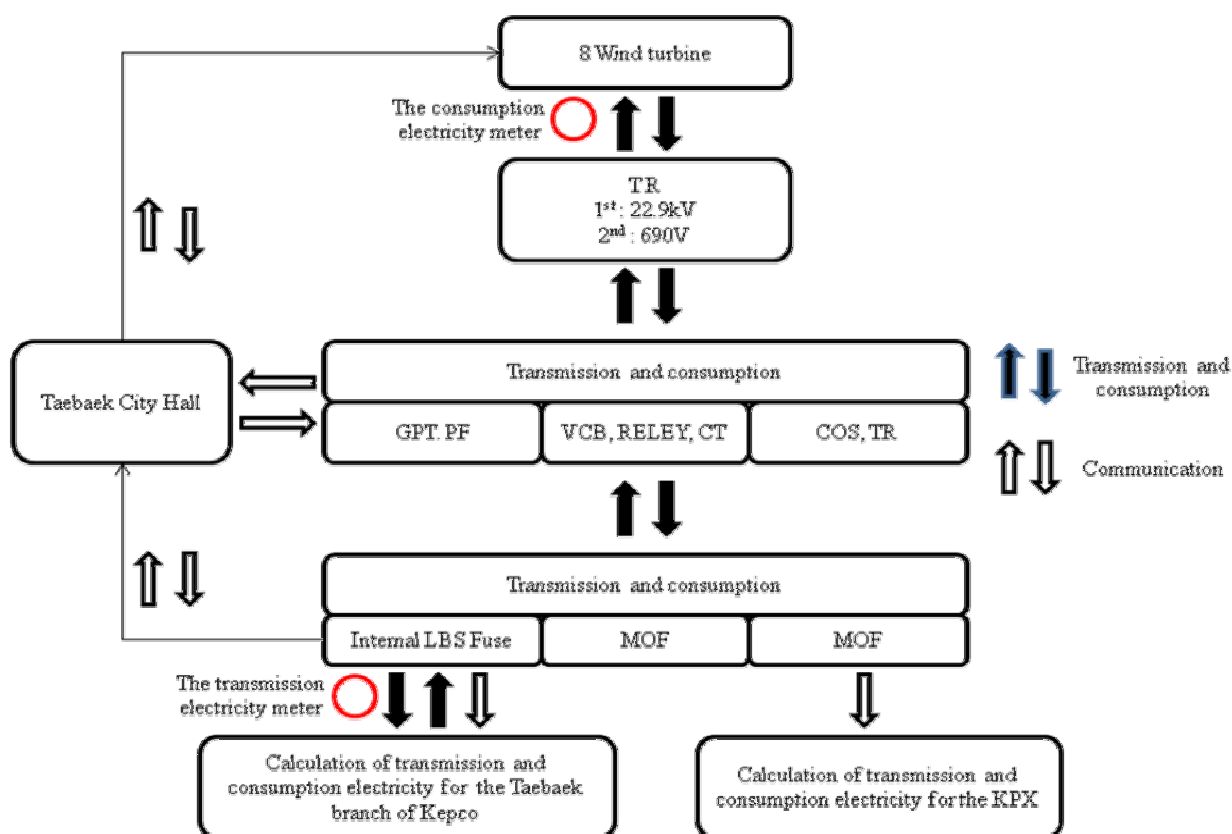 8 Wind turbine
The consumption
electricity meter
TR
1st : 22.9kV
2nd : 690V
Taebaek City Hall
Transmission and consumption
GPT. PF
VCB, RELEY, CT
COS, TR
Transmission and
consumption
Communication
Transmission and consumption
Internal LBS Fuse
MOF
MOF
The transmission
electricity meter
Calculation of transmission and
consumption electricity for the Taebaek
branch of Kepco
Calculation of transmission and
consumption electricity for the KPX